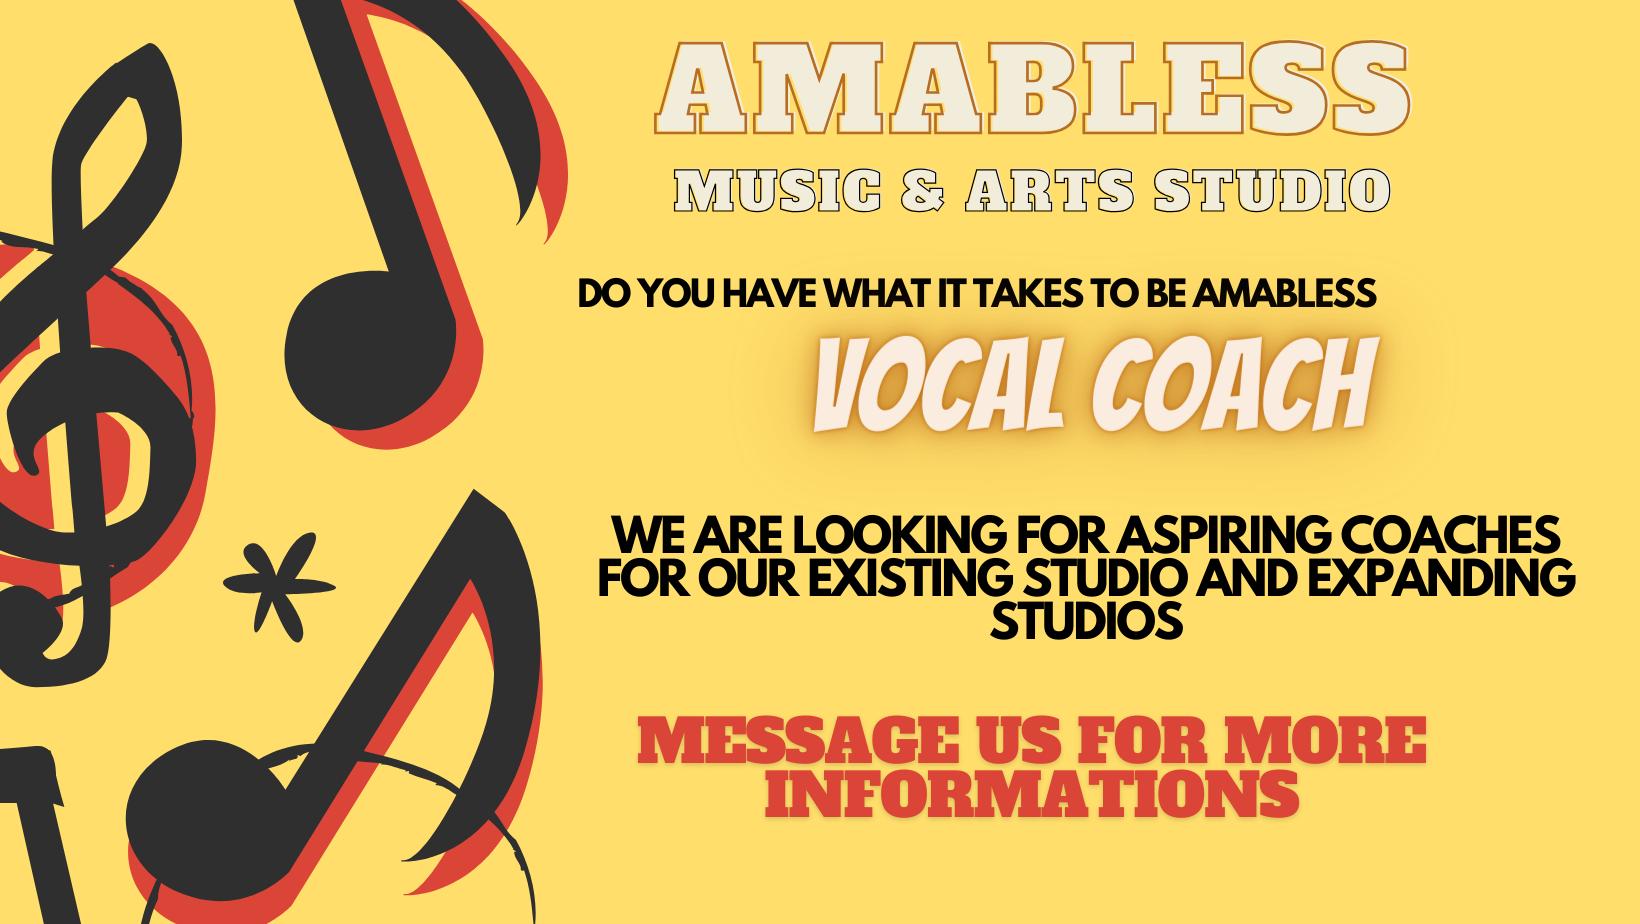 AMABLESS
MUSIC & ARTS STUDIO
DO YOU HAVE WHAT IT TAKES TO BE AMABLESS
VOCAL COACH
WE ARE LOOKING FOR ASPIRING COACHES
FOR OUR EXISTING STUDIO AND EXPANDING
STUDIOS
MESSAGE US FOR MORE
INFORMATIONS